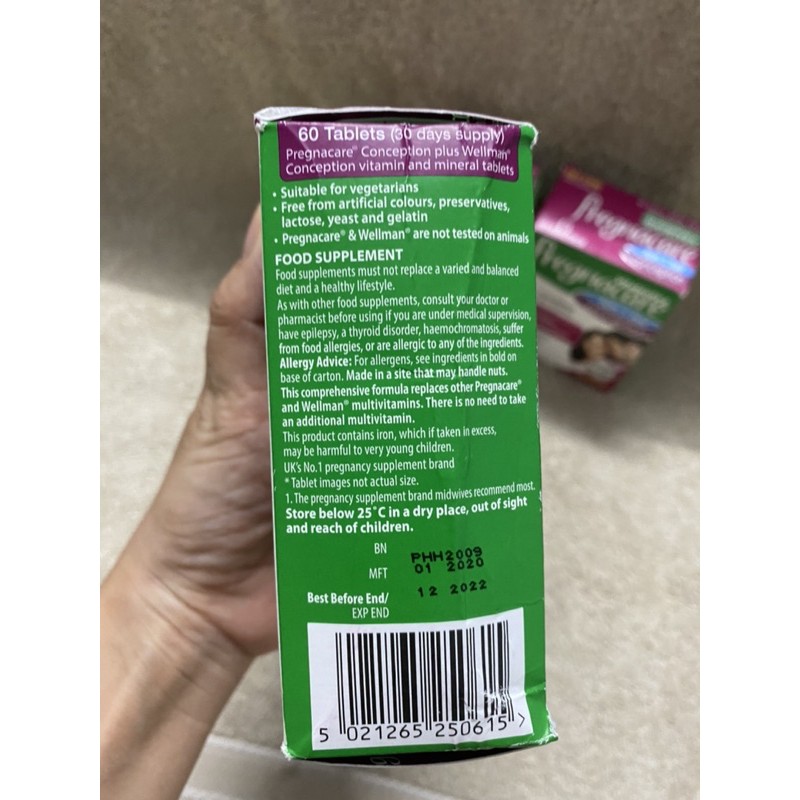 60 Tablets (30 days supply)
Pregnacare® Conception plus Wellman®
Conception vitamin and mineral tablets
• Suitable for vegetarians
• Free from artificial colours, preservatives,
lactose, yeast and gelatin
• Pregnacare® & Wellman® are not tested on animals
FOOD SUPPLEMENT
Food supplements must not replace a varied and balanced
diet and a healthy lifestyle.
As with other food supplements, consult your doctor or
pharmacist before using if you are under medical supervision,
have epilepsy, a thyroid disorder, haemochromatosis, suffer
from food allergies, or are allergic to any of the ingredients.
Allergy Advice: For allergens, see ingredients in bold on
base of carton. Made in a site that may handle nuts.
This comprehensive formula replaces other Pregnacare®
and Wellman® multivitamins. There is no need to take
an additional multivitamin.
This product contains iron, which if taken in excess,
may be harmful to very young children.
UK's No.1 pregnancy supplement brand
* Tablet images not actual size.
1. The pregnancy supplement brand midwives recommend most.
Store below 25˚C in a dry place, out of sight
and reach of children.
BN PHH2009
MFT 01 2020
Best Before End/ 12 2022
EXP END
5 021265 250615 >
Pregnacare
Pregnacare